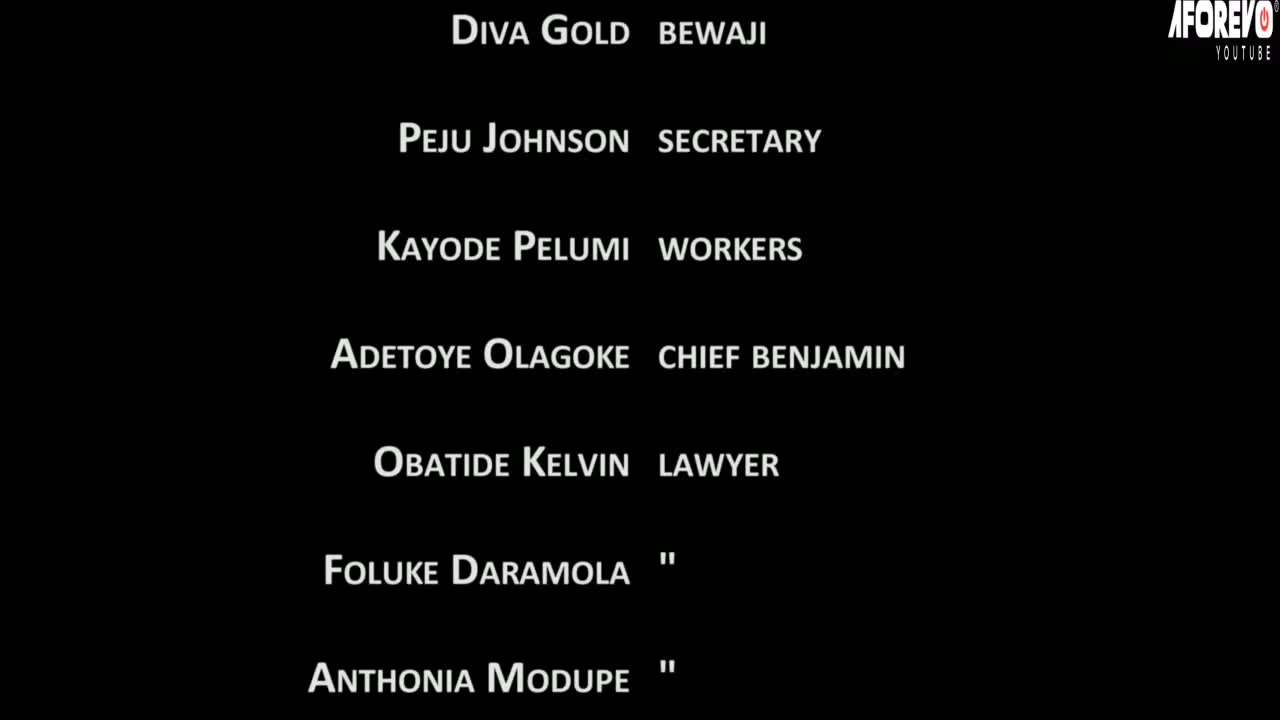 AFOREVO
YOUTUBE
DIVA GOLD BEWAJI
PEJU JOHNSON SECRETARY
KAYODE PELUMI WORKERS
ADETOYE OLAGOKE CHIEF BENJAMIN
OBATIDE KELVIN LAWYER
FOLUKE DARAMOLA "
ANTHONIA MODUPE "